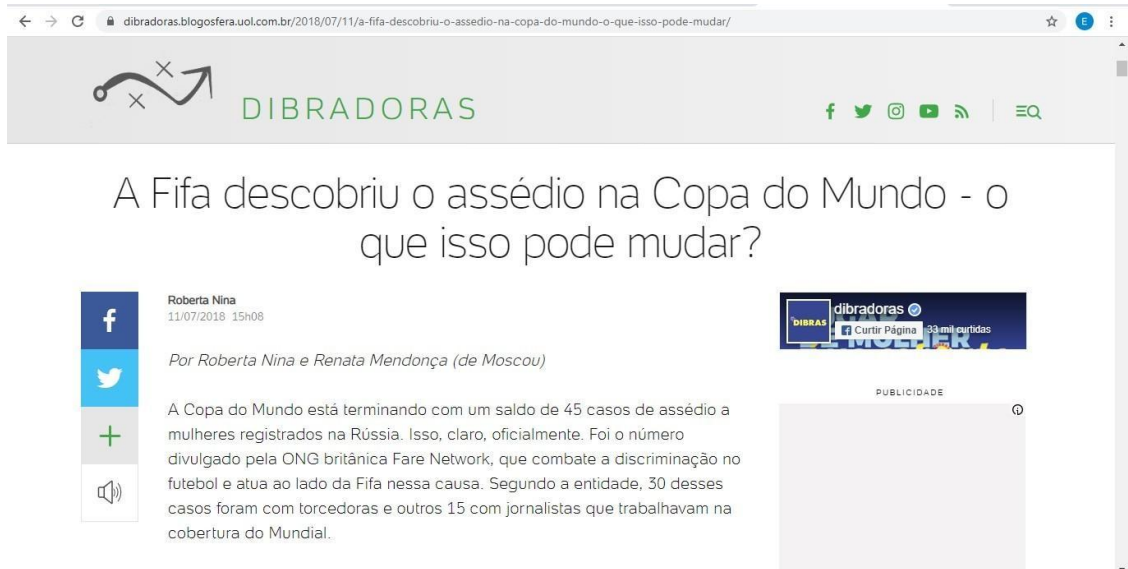 dibradoras.blogosfera.uol.com.br/2018/07/11/a-fifa-descobriu-o-assedio-na-copa-do-mundo-o-que-isso-pode-mudar/
E
DIBRADORAS
A Fifa descobriu o assédio na Copa do Mundo - o
que isso pode mudar?
Roberta Nina
11/07/2018 15h08
Por Roberta Nina e Renata Mendonça (de Moscou)
A Copa do Mundo está terminando com um saldo de 45 casos de assédio a
mulheres registrados na Rússia. Isso, claro, oficialmente. Foi o número
divulgado pela ONG britânica Fare Network, que combate a discriminação no
futebol e atua ao lado da Fifa nessa causa. Segundo a entidade, 30 desses
casos foram com torcedoras e outros 15 com jornalistas que trabalhavam na
cobertura do Mundial.
dibradoras
DIBRAS
Curtir Página
33 mil curtidas
DE MULHER
PUBLICIDADE